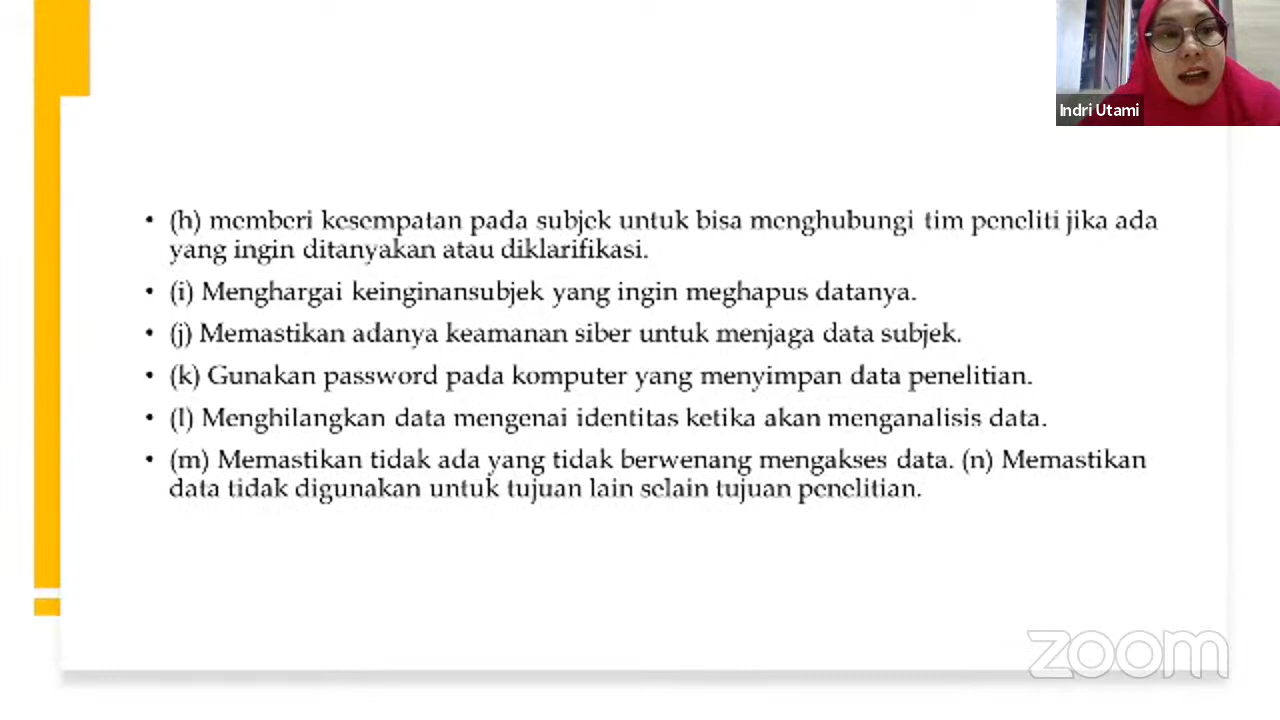 Indri Utami
• (h) memberi kesempatan pada subjek untuk bisa menghubungi tim peneliti jika ada
yang ingin ditanyakan atau diklarifikasi.
• (i) Menghargai keinginansubjek yang ingin meghapus datanya.
• (j) Memastikan adanya keamanan siber untuk menjaga data subjek.
• (k) Gunakan password pada komputer yang menyimpan data penelitian.
• (l) Menghilangkan data mengenai identitas ketika akan menganalisis data.
• (m) Memastikan tidak ada yang tidak berwenang mengakses data. (n) Memastikan
data tidak digunakan untuk tujuan lain selain tujuan penelitian.
zoom